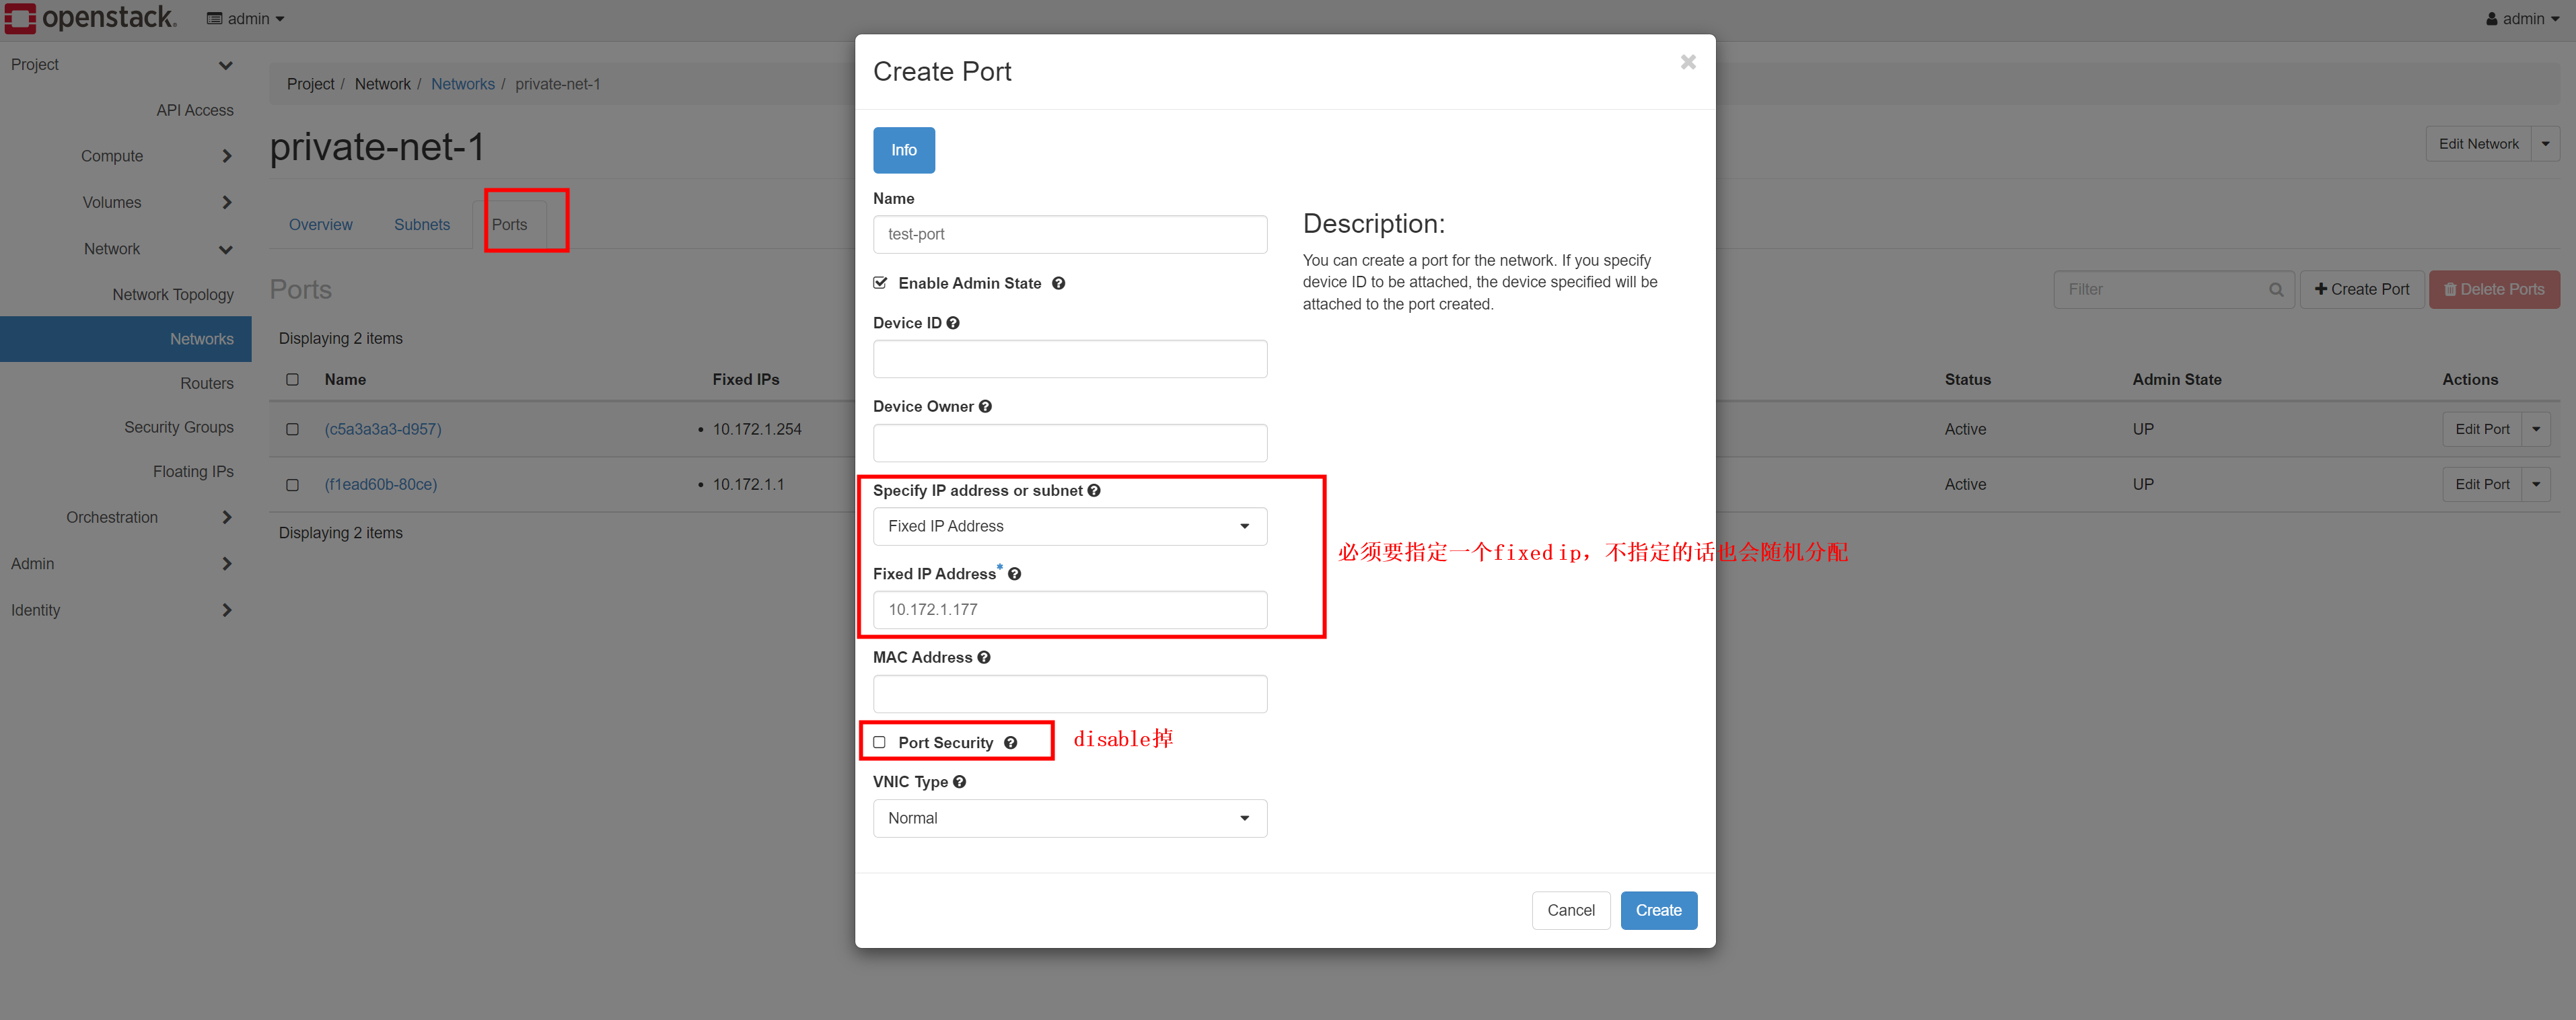 openstack.
admin
admin
Project
API Access
Compute
Volumes
Network
Network Topology
Networks
Routers
Security Groups
Floating IPs
Orchestration
Admin
Identity
Project / Network / Networks / private-net-1
private-net-1
Edit Network
Overview
Subnets
Ports
Ports
Filter
Create Port
Delete Ports
Displaying 2 items
Name
Fixed IPs
Status
Admin State
Actions
(c5a3a3a3-d957)
• 10.172.1.254
Active
UP
Edit Port
(f1ead60b-80ce)
• 10.172.1.1
Active
UP
Edit Port
Displaying 2 items
Create Port
Info
Name
test-port
Enable Admin State
Device ID
Device Owner
Specify IP address or subnet
Fixed IP Address
Fixed IP Address*
10.172.1.177
MAC Address
Port Security
VNIC Type
Normal
Description:
You can create a port for the network. If you specify
device ID to be attached, the device specified will be
attached to the port created.
必须要指定一个fixed ip，不指定的话也会随机分配
disable掉
Cancel
Create